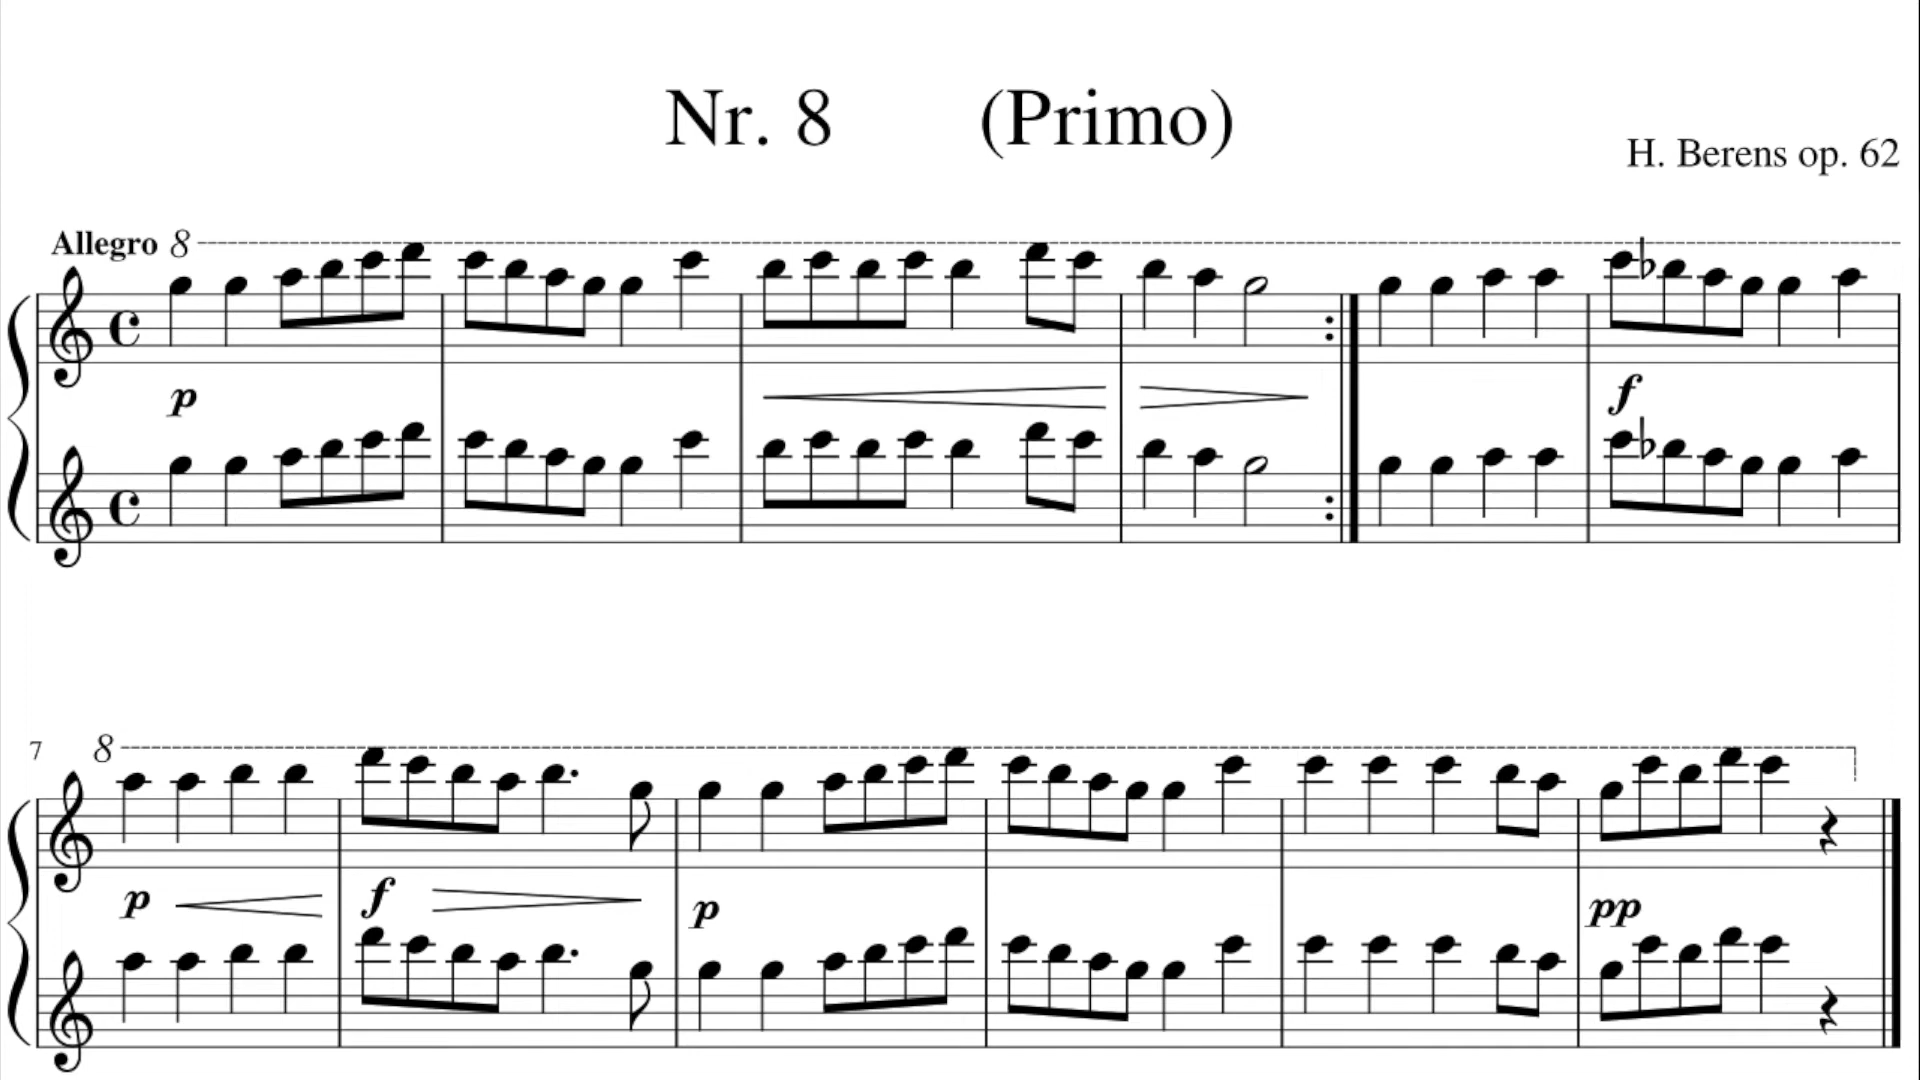 Nr. 8 (Primo)
H. Berens op. 62
Allegro 8
p
f
7 8
p f p pp